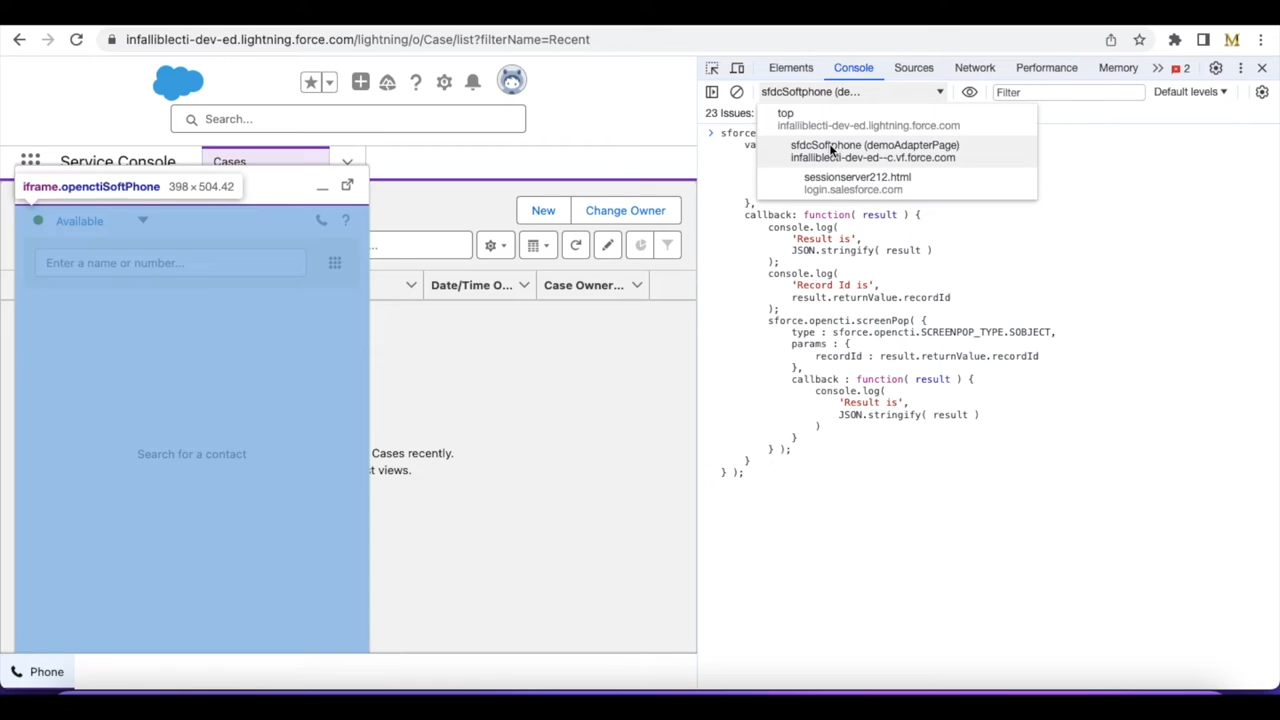 infalliblecti-dev-ed.lightning.force.com/lightning/o/Case/list?filterName=Recent
Search...
Service Console
Cases
iframe.openctiSoftPhone 398 × 504.42
Available
?
Enter a name or number...
Search for a contact
New
Change Owner
...
Date/Time O...
Case Owner...
Cases recently.
t views.
Phone
Elements
Console
Sources
Network
Performance
Memory
2
sfdcSoftphone (de...
Filter
Default levels
23 Issues:
top
infalliblecti-dev-ed.lightning.force.com
sfdcSoftphone (demoAdapterPage)
infalliblecti-dev-ed--c.vf.force.com
sessionserver212.html
login.salesforce.com
sforce
va
},
callback: function( result ) {
console.log(
'Result is',
JSON.stringify( result )
);
console.log(
'Record Id is',
result.returnValue.recordId
);
sforce.opencti.screenPop( {
type : sforce.opencti.SCREENPOP_TYPE.SOBJECT,
params : {
recordId : result.returnValue.recordId
},
callback : function( result ) {
console.log(
'Result is',
JSON.stringify( result )
)
}
} );
}
} );